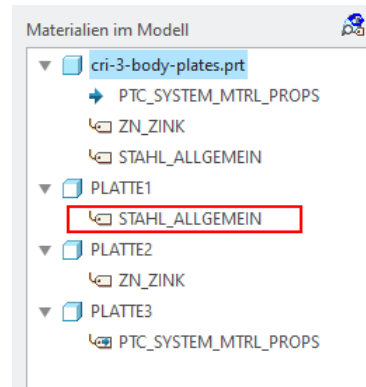 Materialien im Modell
cri-3-body-plates.prt
PTC_SYSTEM_MTRL_PROPS
ZN_ZINK
STAHL_ALLGEMEIN
PLATTE1
STAHL_ALLGEMEIN
PLATTE2
ZN_ZINK
PLATTE3
PTC_SYSTEM_MTRL_PROPS